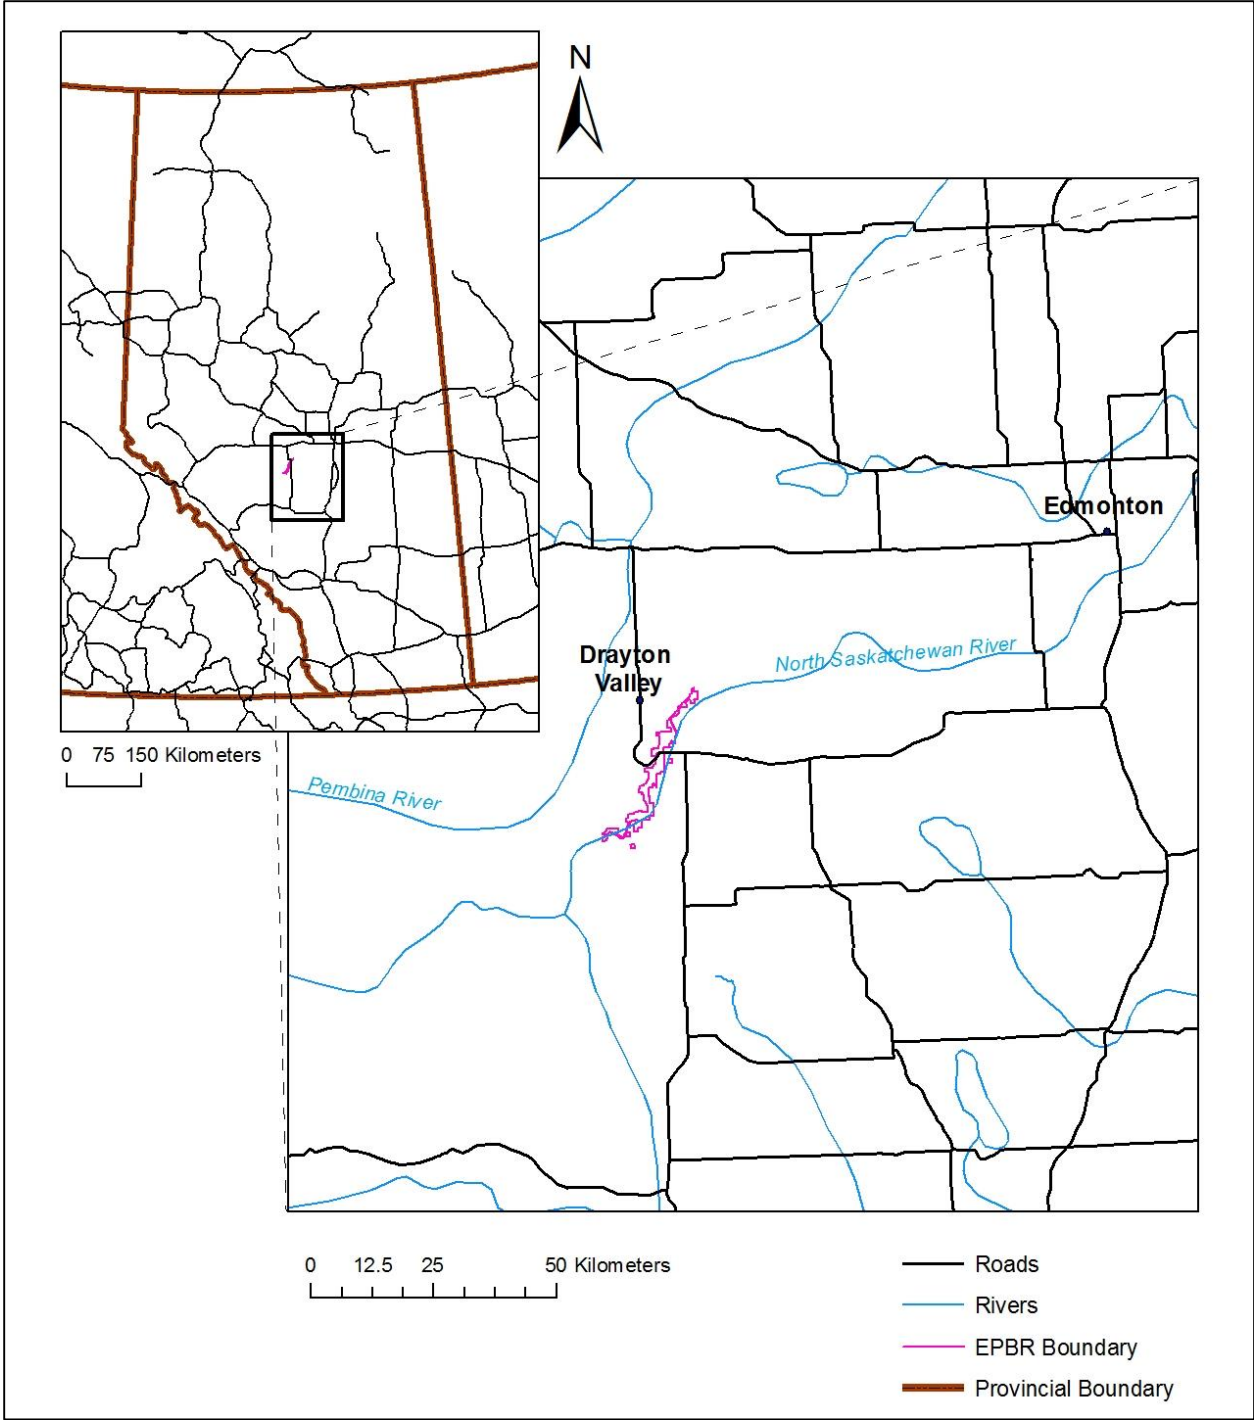 N
0 75 150 Kilometers
Edmonton
Drayton
Valley
North Saskatchewan River
Pembina River
0 12.5 25 50 Kilometers
Roads
Rivers
EPBR Boundary
Provincial Boundary